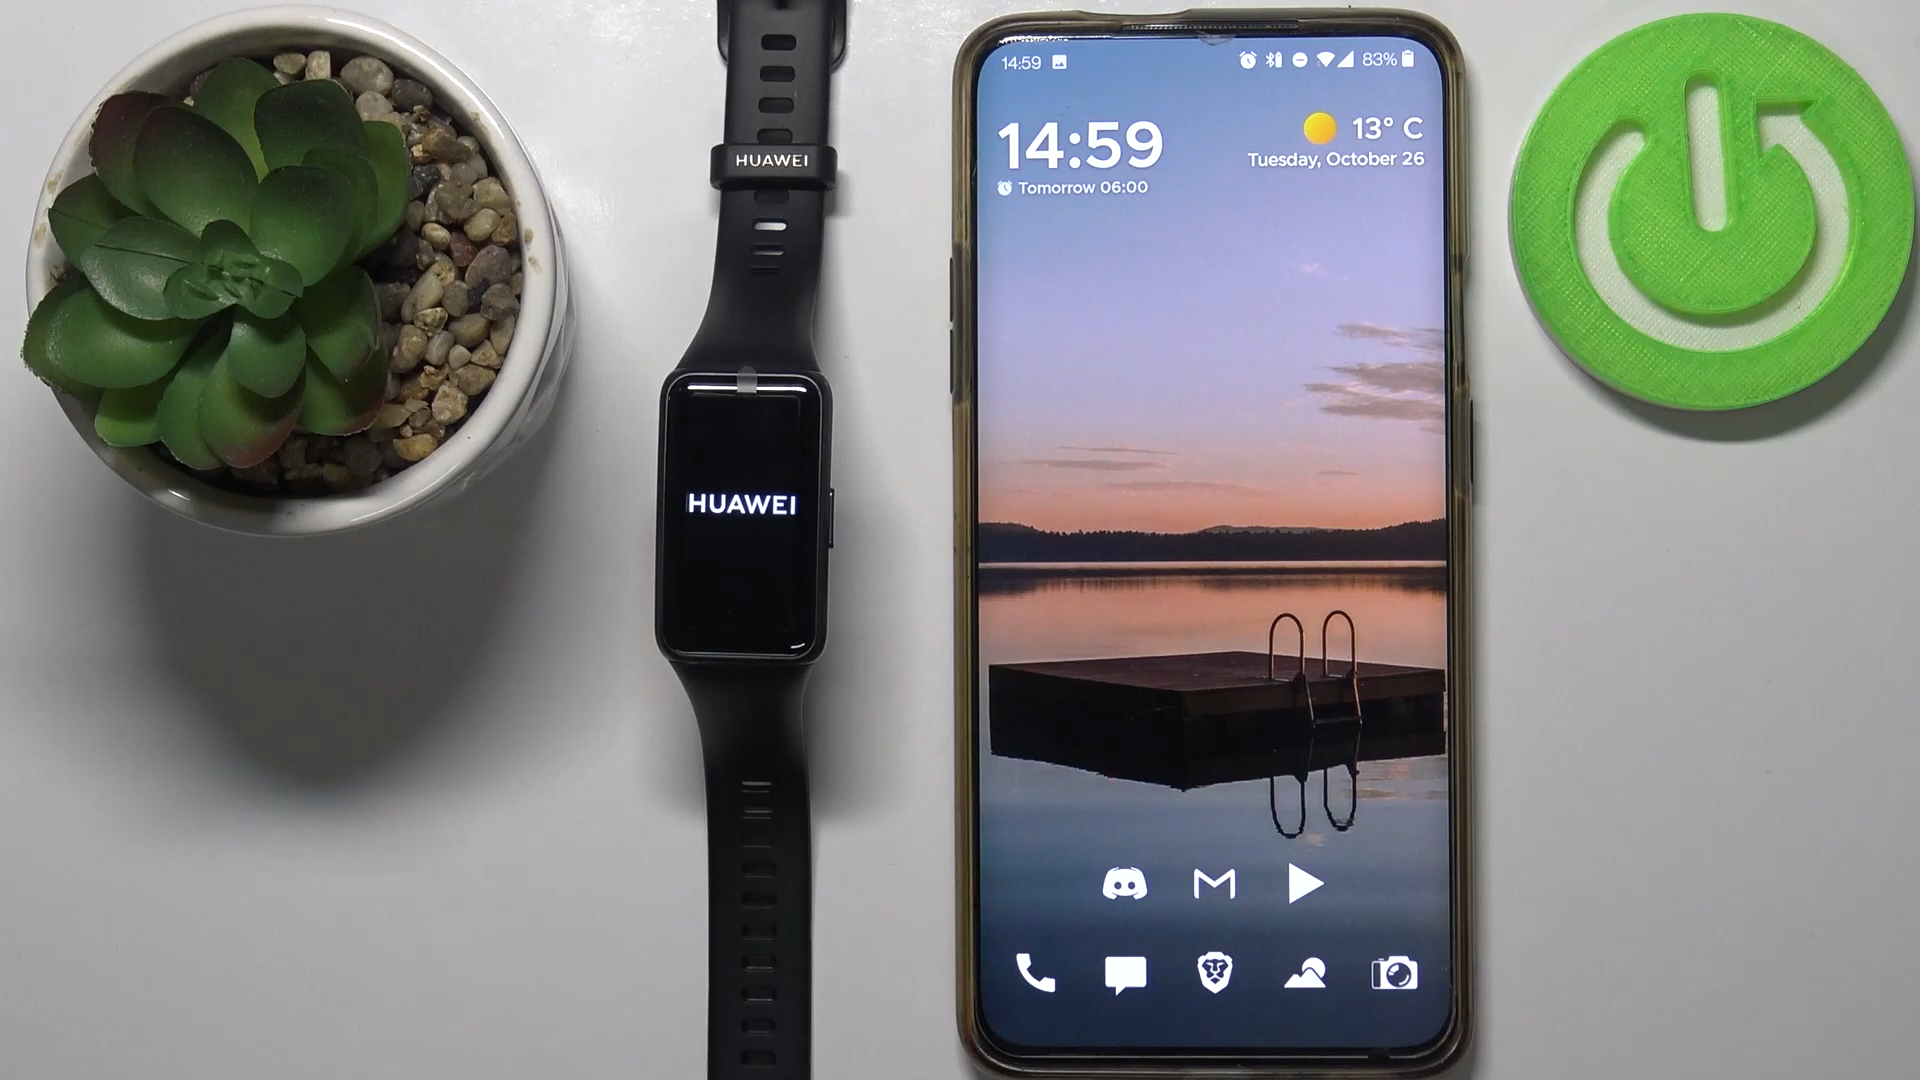 HUAWEI
HUAWEI
14:59
83%
14:59
13° C
Tuesday, October 26
Tomorrow 06:00